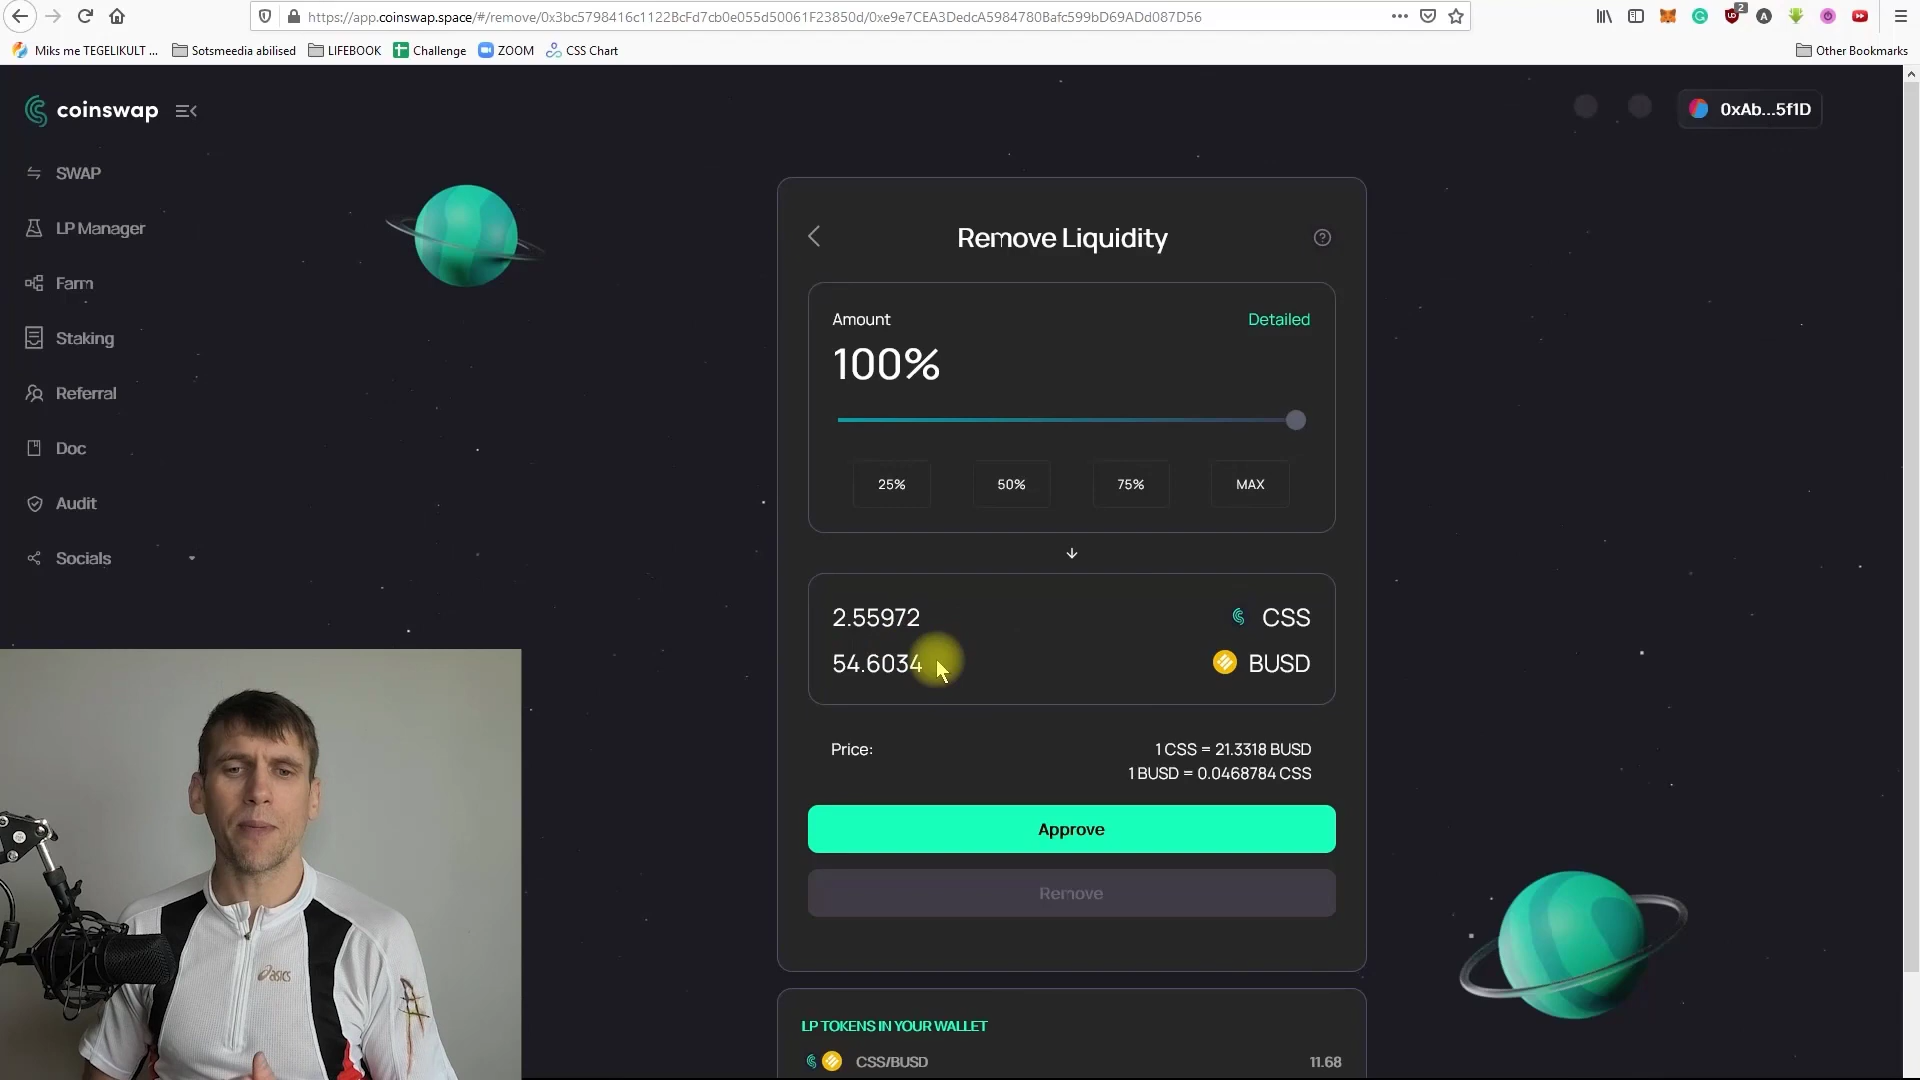 https://app.coinswap.space/#/remove/0x3bc5798416c1122BcFd7cb0e055d50061F23850d/0xe9e7CEA3DedcA5984780Bafc599bD69ADd087D56
2
Miks me TEGELIKULT ...
Sotsmeedia abilised
LIFEBOOK
Challenge
ZOOM
CSS Chart
Other Bookmarks
coinswap
0xAb...5f1D
SWAP
LP Manager
Farm
Staking
Referral
Doc
Audit
Socials
Remove Liquidity
Amount
Detailed
100%
25%
50%
75%
MAX
2.55972
CSS
54.6034
BUSD
Price:
1 CSS = 21.3318 BUSD
1 BUSD = 0.0468784 CSS
Approve
Remove
LP TOKENS IN YOUR WALLET
CSS/BUSD
11.68
asics